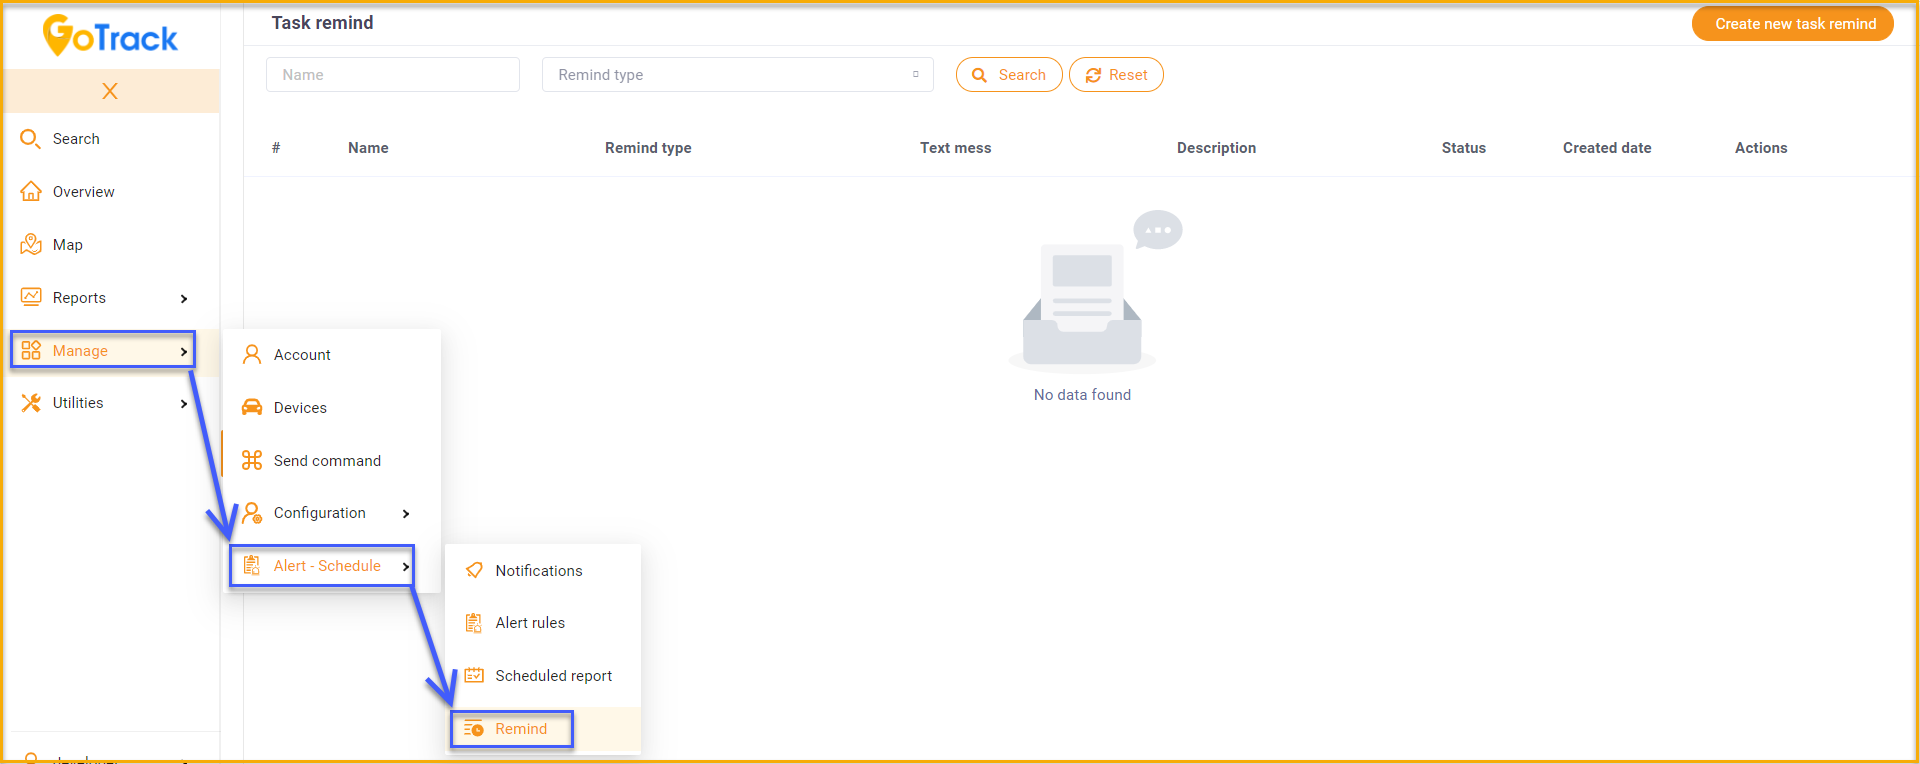 GoTrack
X
Search
Overview
Map
Reports
Manage
Utilities
Account
Devices
Send command
Configuration
Alert - Schedule
Notifications
Alert rules
Scheduled report
Remind
Task remind
Create new task remind
Name
Remind type
Search
Reset
# Name Remind type Text mess Description Status Created date Actions
No data found